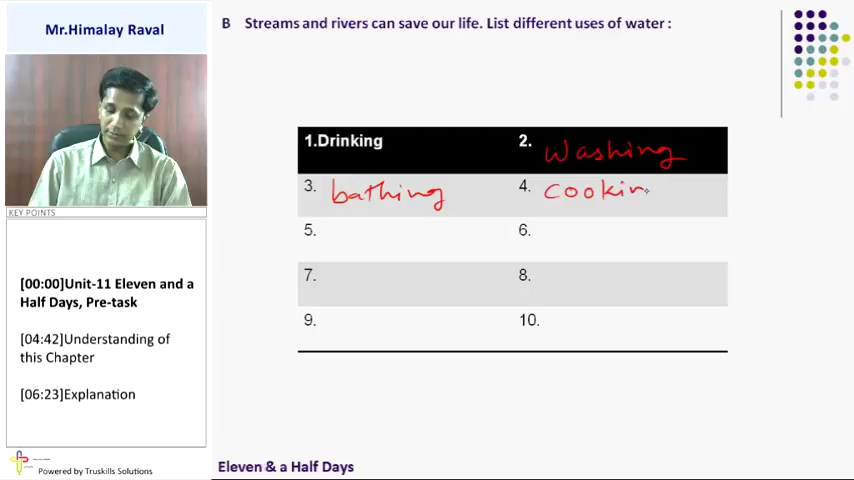 Mr.Himalay Raval
B Streams and rivers can save our life. List different uses of water :
1.Drinking 2. Washing
3. bathing 4. cookin
5. 6.
7. 8.
9. 10.
KEY POINTS
[00:00]Unit-11 Eleven and a
Half Days, Pre-task
[04:42]Understanding of
this Chapter
[06:23]Explanation
Powered by Truskills Solutions
Eleven & a Half Days